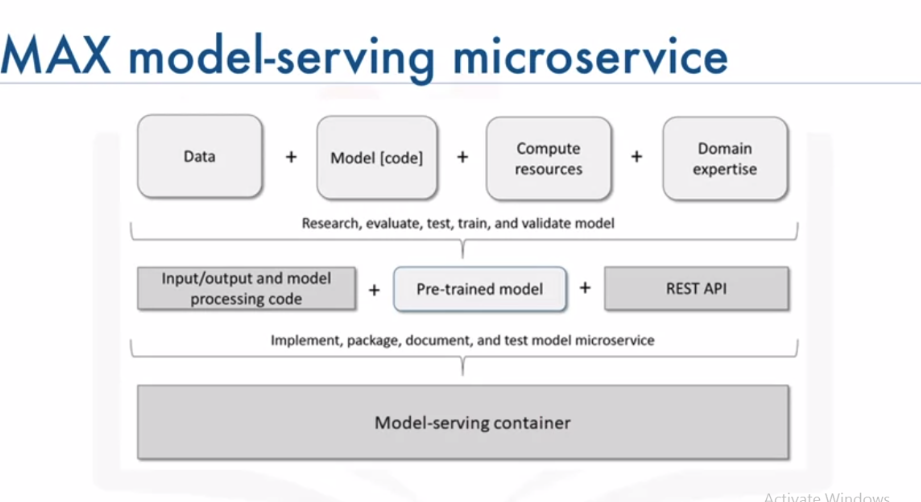 MAX model-serving microservice
Data + Model [code] + Compute resources + Domain expertise
Research, evaluate, test, train, and validate model
Input/output and model processing code + Pre-trained model + REST API
Implement, package, document, and test model microservice
Model-serving container
Activate Windows